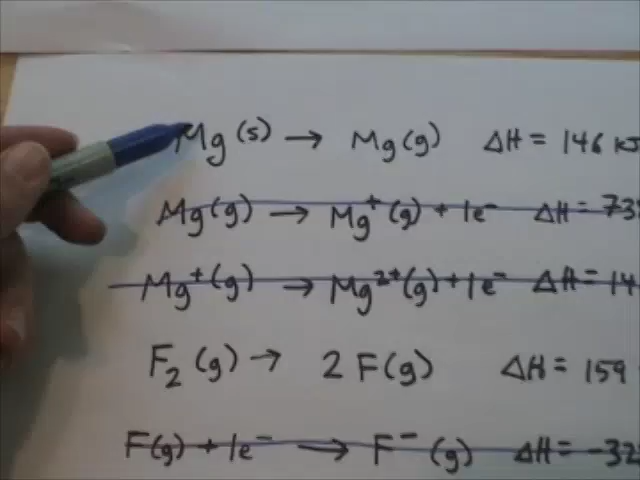 Mg(s) → Mg(g) ΔH = 146 kJ
Mg(g) → Mg⁺(g) + 1e⁻ ΔH = 73
Mg⁺(g) → Mg²⁺(g) + 1e⁻ ΔH = 14
F₂(g) → 2F(g) ΔH = 159
F(g) + 1e⁻ → F⁻(g) ΔH = -32